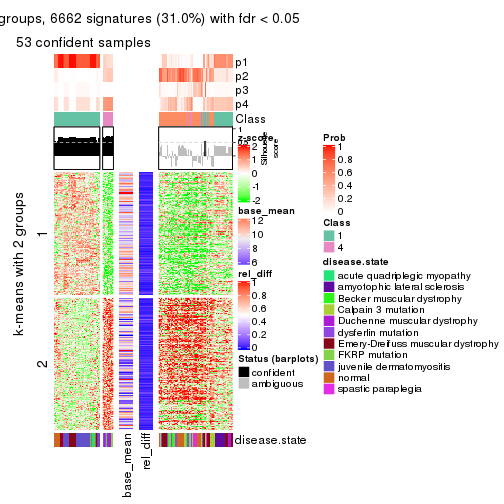 groups, 6662 signatures (31.0%) with fdr < 0.05
53 confident samples
p1
p2
p3
p4
Class
1
0.5
Silhouette
score
k-means with 2 groups
1
2
base_mean
rel_diff
disease.state
z-score
2
1
0
-1
-2
base_mean
12
10
8
6
rel_diff
1
0.8
0.6
0.4
0.2
0
Status (barplots)
confident
ambiguous
Prob
1
0.8
0.6
0.4
0.2
0
Class
1
4
disease.state
acute quadriplegic myopathy
amyotophic lateral sclerosis
Becker muscular dystrophy
Calpain 3 mutation
Duchenne muscular dystrophy
dysferlin mutation
Emery-Dreifuss muscular dystrophy
FKRP mutation
juvenile dermatomyositis
normal
spastic paraplegia